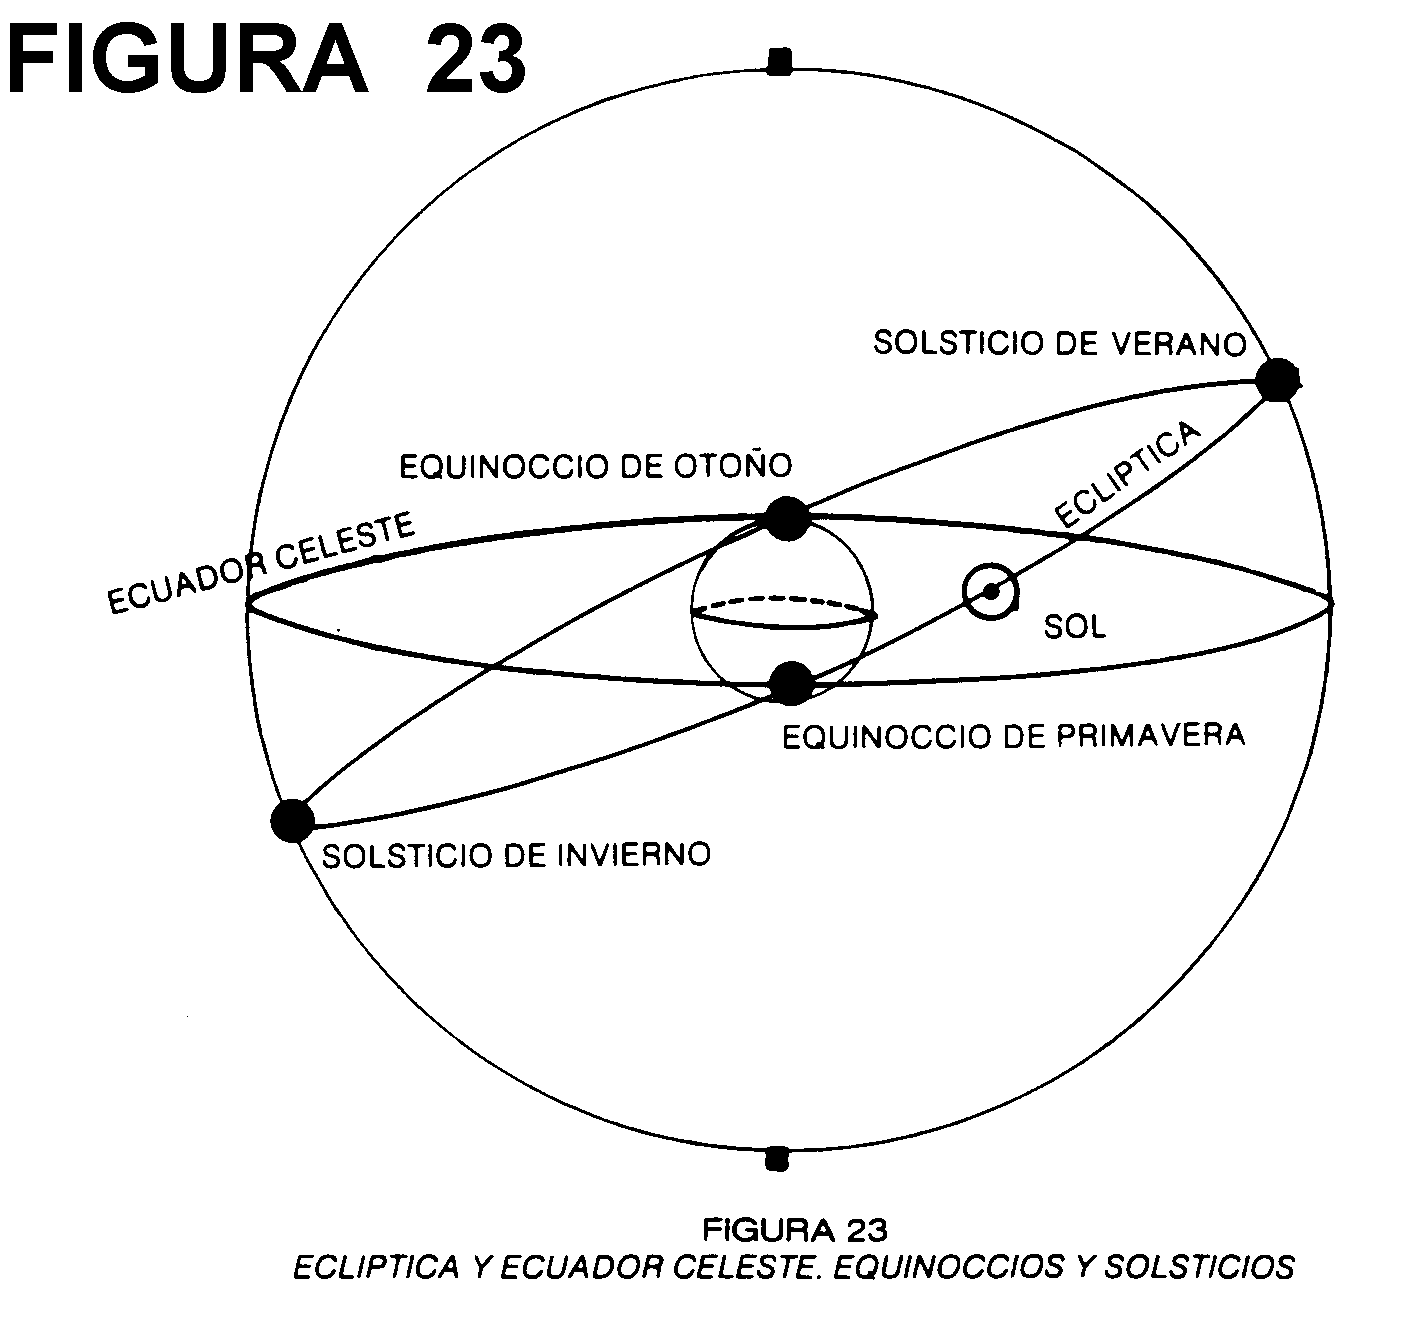 FIGURA 23
SOLSTICIO DE VERANO
ECLIPTICA
EQUINOCCIO DE OTOÑO
ECUADOR CELESTE
SOL
EQUINOCCIO DE PRIMAVERA
SOLSTICIO DE INVIERNO
FIGURA 23
ECLIPTICA Y ECUADOR CELESTE. EQUINOCCIOS Y SOLSTICIOS